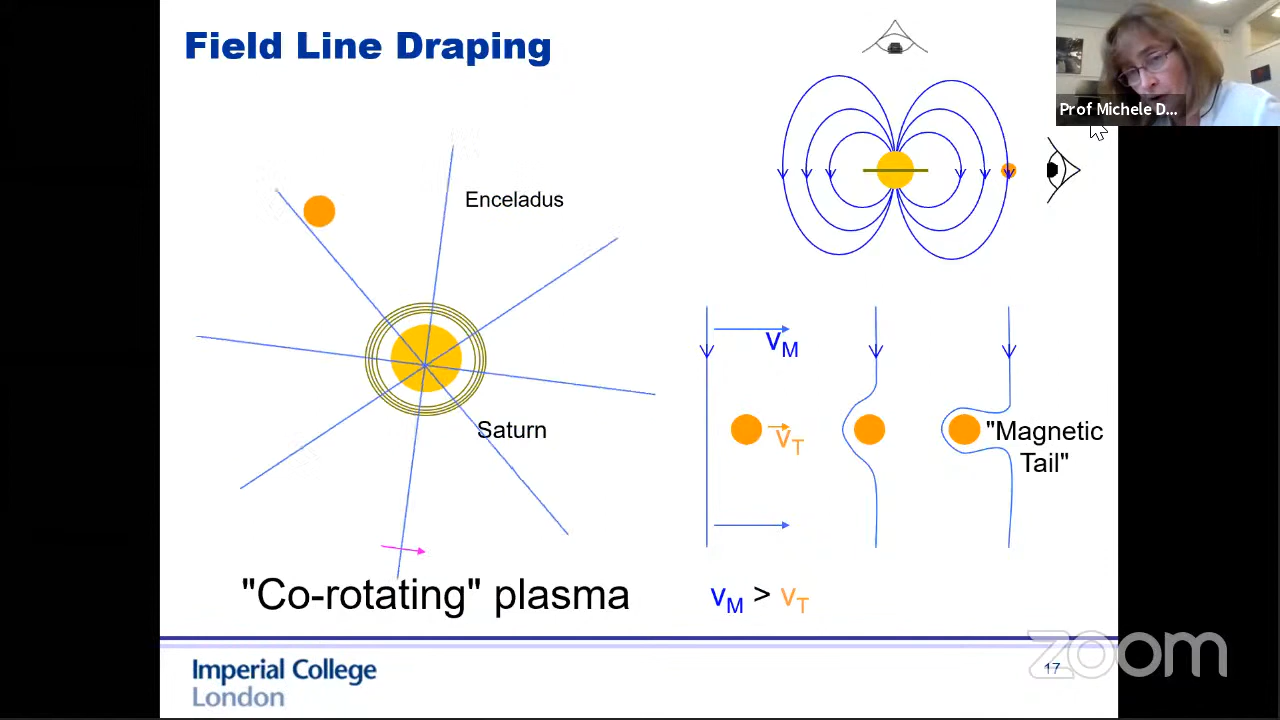 Field Line Draping
Prof Michele D...
Enceladus
Saturn
vM
vT
"Magnetic
Tail"
"Co-rotating" plasma
vM > vT
Imperial College
London
17
zoom